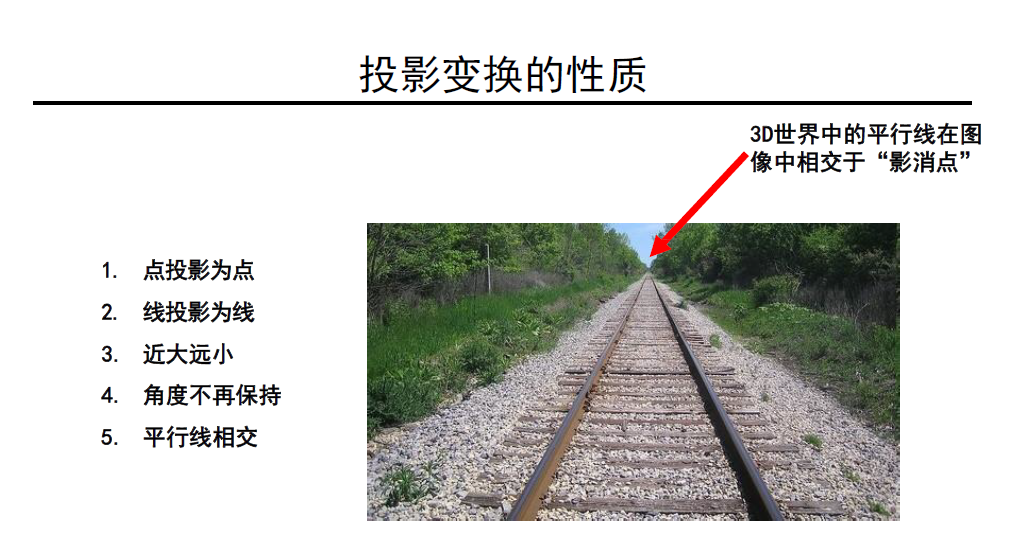 投影变换的性质
3D世界中的平行线在图
像中相交于“影消点”
1. 点投影为点
2. 线投影为线
3. 近大远小
4. 角度不再保持
5. 平行线相交